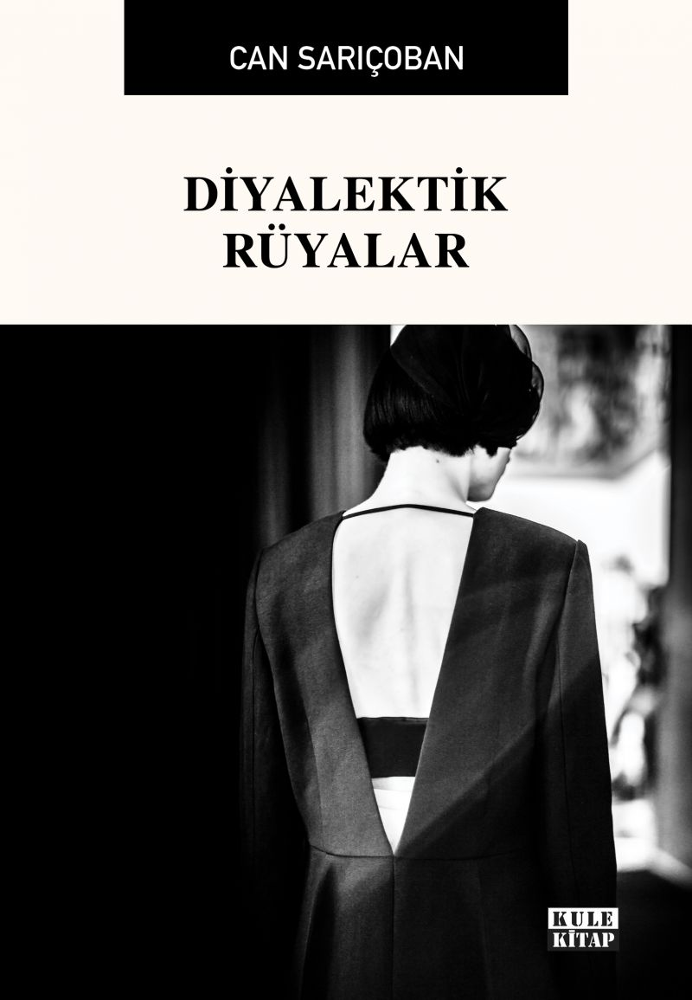 CAN SARIÇOBAN
DİYALEKTİK
RÜYALAR
KULE
KİTAP